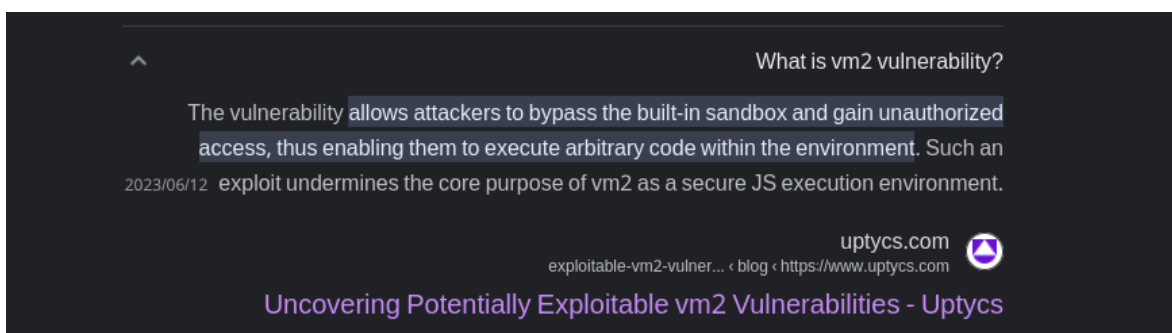 What is vm2 vulnerability?
The vulnerability allows attackers to bypass the built-in sandbox and gain unauthorized
access, thus enabling them to execute arbitrary code within the environment. Such an
2023/06/12 exploit undermines the core purpose of vm2 as a secure JS execution environment.
uptycs.com
exploitable-vm2-vulner... ‹ blog ‹ https://www.uptycs.com
Uncovering Potentially Exploitable vm2 Vulnerabilities - Uptycs